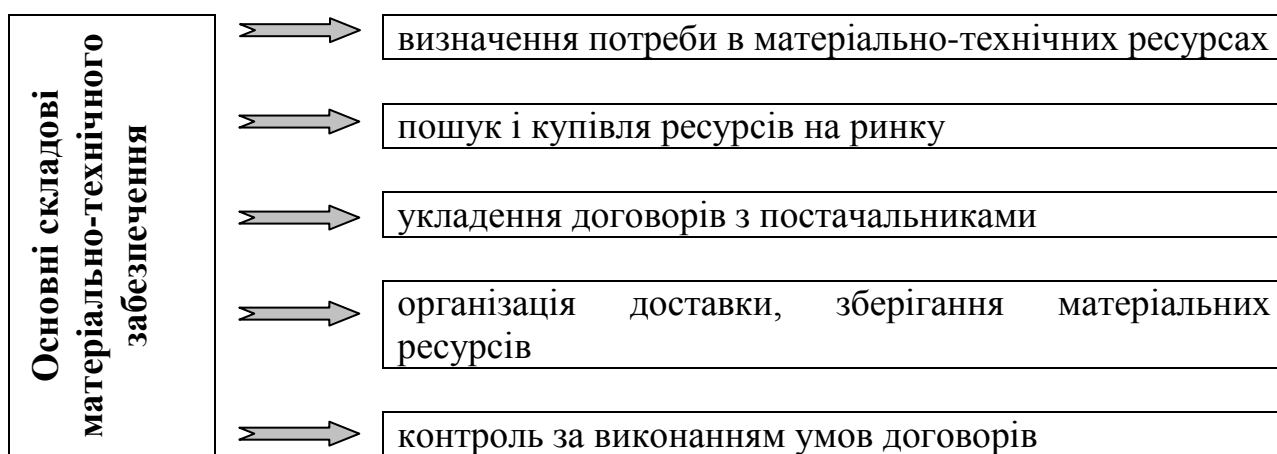 Основні складові
матеріально-технічного
забезпечення
визначення потреби в матеріально-технічних ресурсах
пошук і купівля ресурсів на ринку
укладення договорів з постачальниками
організація доставки, зберігання матеріальних
ресурсів
контроль за виконанням умов договорів